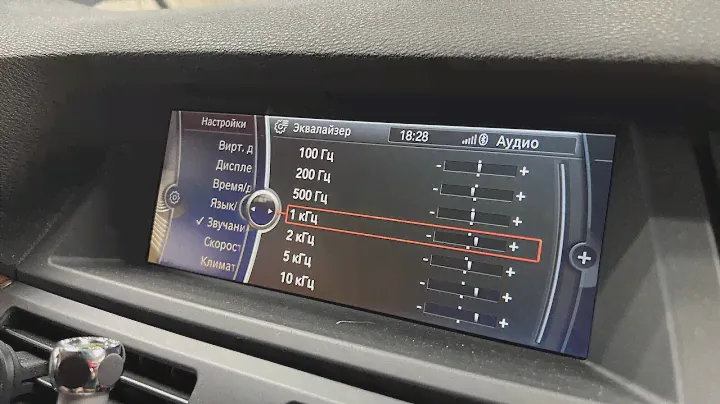 Настройки
Эквалайзер
18:28
Аудио
Вирт. д
Диспле
Время/д
Язык/
✓ Звучани
Скорост
Климат
100 Гц
- +
200 Гц
- +
500 Гц
- +
1 кГц
- +
2 кГц
- +
5 кГц
- +
10 кГц
- +
+